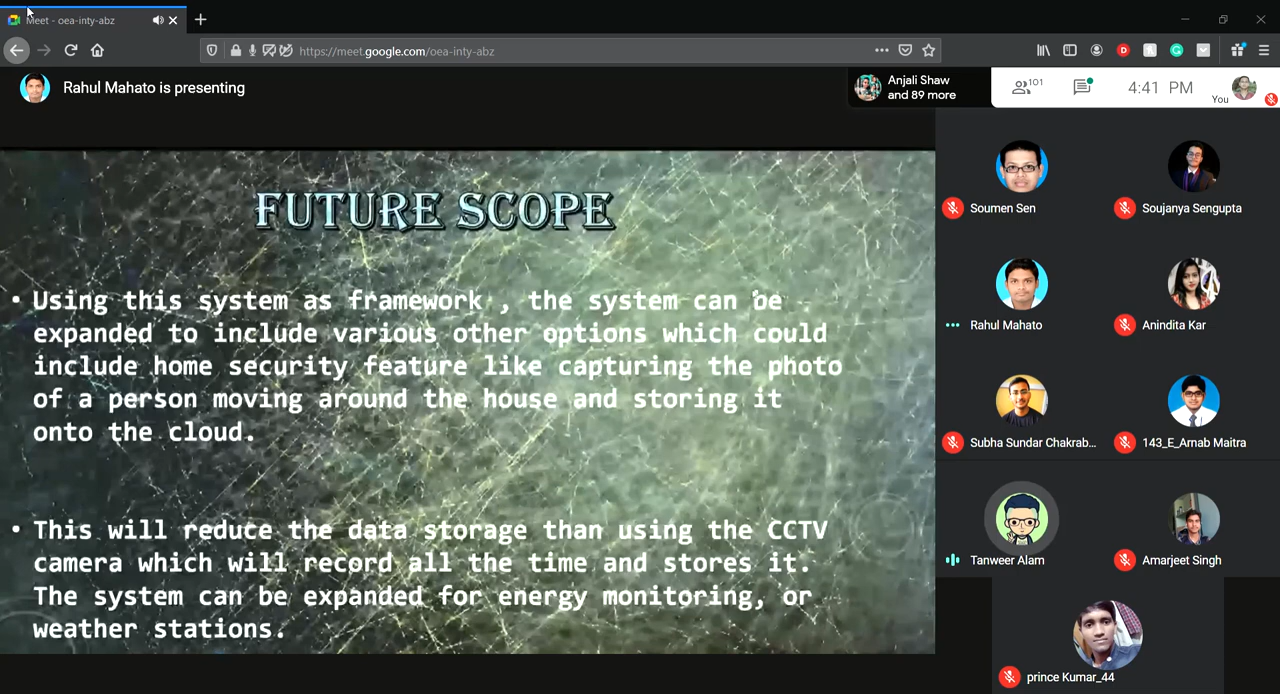 Meet - oea-inty-abz
https://meet.google.com/oea-inty-abz
Rahul Mahato is presenting
Anjali Shaw
and 89 more
101
4:41 PM
You
FUTURE SCOPE
• Using this system as framework , the system can be
expanded to include various other options which could
include home security feature like capturing the photo
of a person moving around the house and storing it
onto the cloud.
• This will reduce the data storage than using the CCTV
camera which will record all the time and stores it.
The system can be expanded for energy monitoring, or
weather stations.
Soumen Sen
Soujanya Sengupta
Rahul Mahato
Anindita Kar
Subha Sundar Chakrab...
143_E_Arnab Maitra
Tanweer Alam
Amarjeet Singh
prince Kumar_44